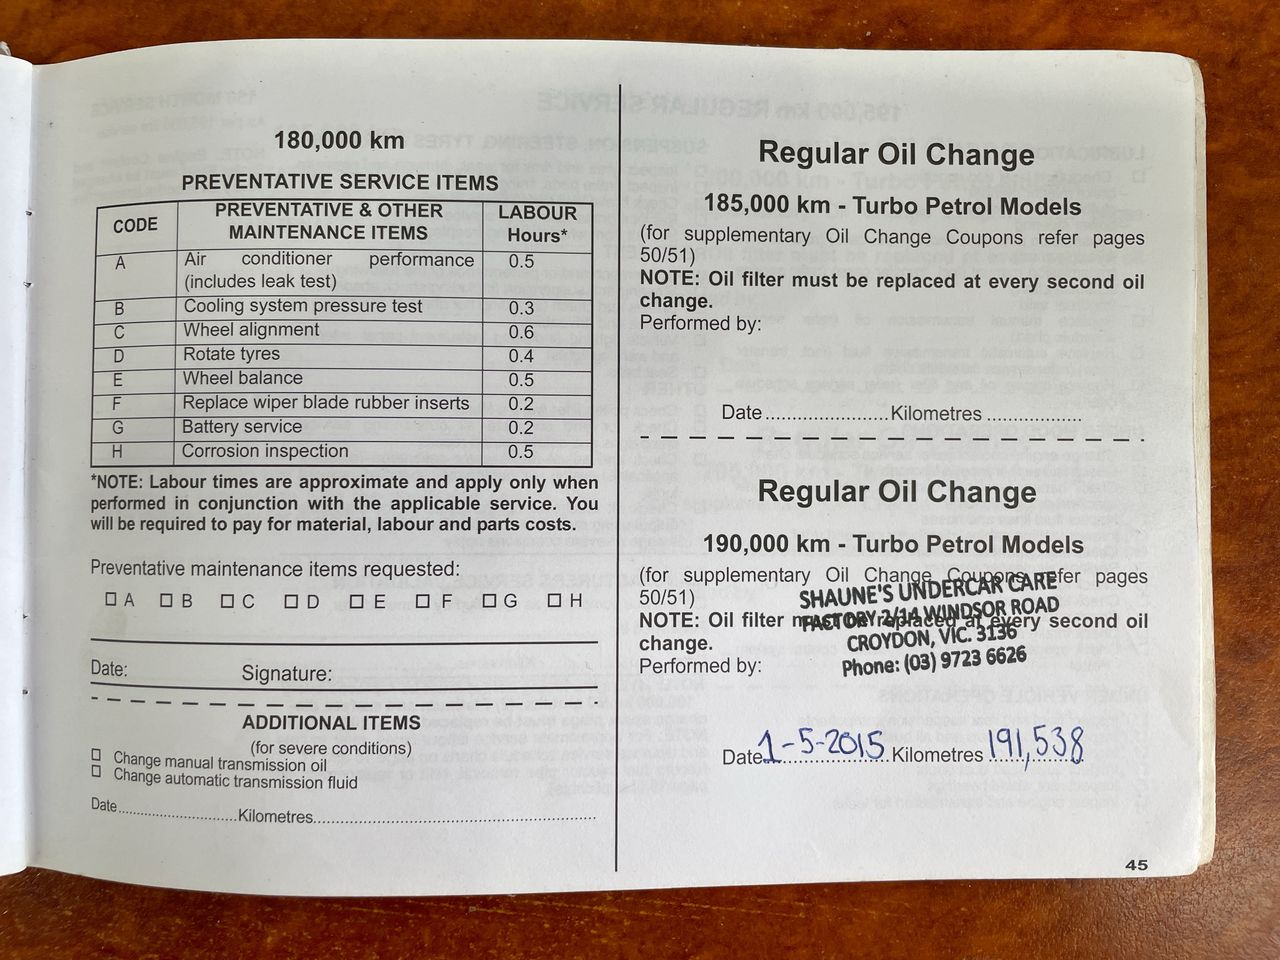 180,000 km
PREVENTATIVE SERVICE ITEMS
CODE PREVENTATIVE & OTHER MAINTENANCE ITEMS LABOUR Hours*
A Air conditioner performance (includes leak test) 0.5
B Cooling system pressure test 0.3
C Wheel alignment 0.6
D Rotate tyres 0.4
E Wheel balance 0.5
F Replace wiper blade rubber inserts 0.2
G Battery service 0.2
H Corrosion inspection 0.5
*NOTE: Labour times are approximate and apply only when
performed in conjunction with the applicable service. You
will be required to pay for material, labour and parts costs.
Preventative maintenance items requested:
☐ A ☐ B ☐ C ☐ D ☐ E ☐ F ☐ G ☐ H
Date: Signature:
ADDITIONAL ITEMS
(for severe conditions)
☐ Change manual transmission oil
☐ Change automatic transmission fluid
Date..............................Kilometres..............................
Regular Oil Change
185,000 km - Turbo Petrol Models
(for supplementary Oil Change Coupons refer pages
50/51)
NOTE: Oil filter must be replaced at every second oil
change.
Performed by:
Date........................Kilometres ...................
Regular Oil Change
190,000 km - Turbo Petrol Models
(for supplementary Oil Change Coupons refer pages
50/51)
NOTE: Oil filter must be replaced at every second oil
change.
Performed by:
SHAUNE'S UNDERCAR CARE
FACTORY 2/14 WINDSOR ROAD
CROYDON, VIC. 3136
Phone: (03) 9723 6626
Date 1-5-2015 Kilometres 191,538
45